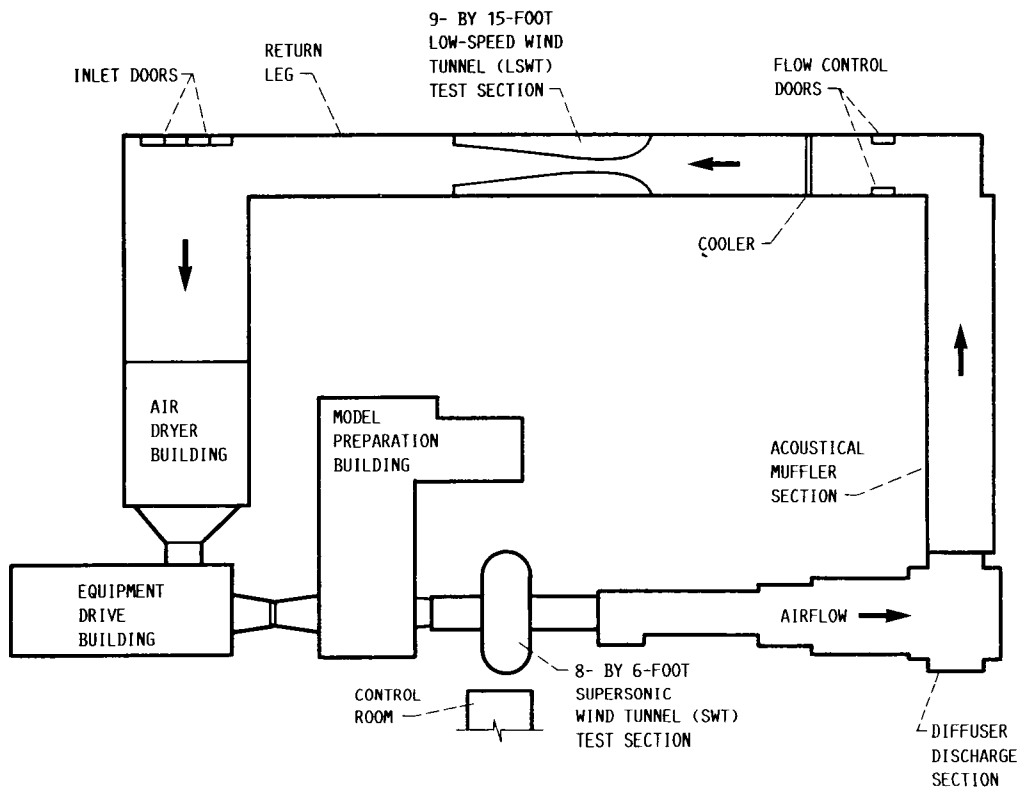 9- BY 15-FOOT
LOW-SPEED WIND
TUNNEL (LSWT)
TEST SECTION
RETURN
LEG
INLET DOORS
FLOW CONTROL
DOORS
COOLER
AIR
DRYER
BUILDING
MODEL
PREPARATION
BUILDING
ACOUSTICAL
MUFFLER
SECTION
EQUIPMENT
DRIVE
BUILDING
AIRFLOW
8- BY 6-FOOT
SUPERSONIC
WIND TUNNEL (SWT)
TEST SECTION
CONTROL
ROOM
DIFFUSER
DISCHARGE
SECTION